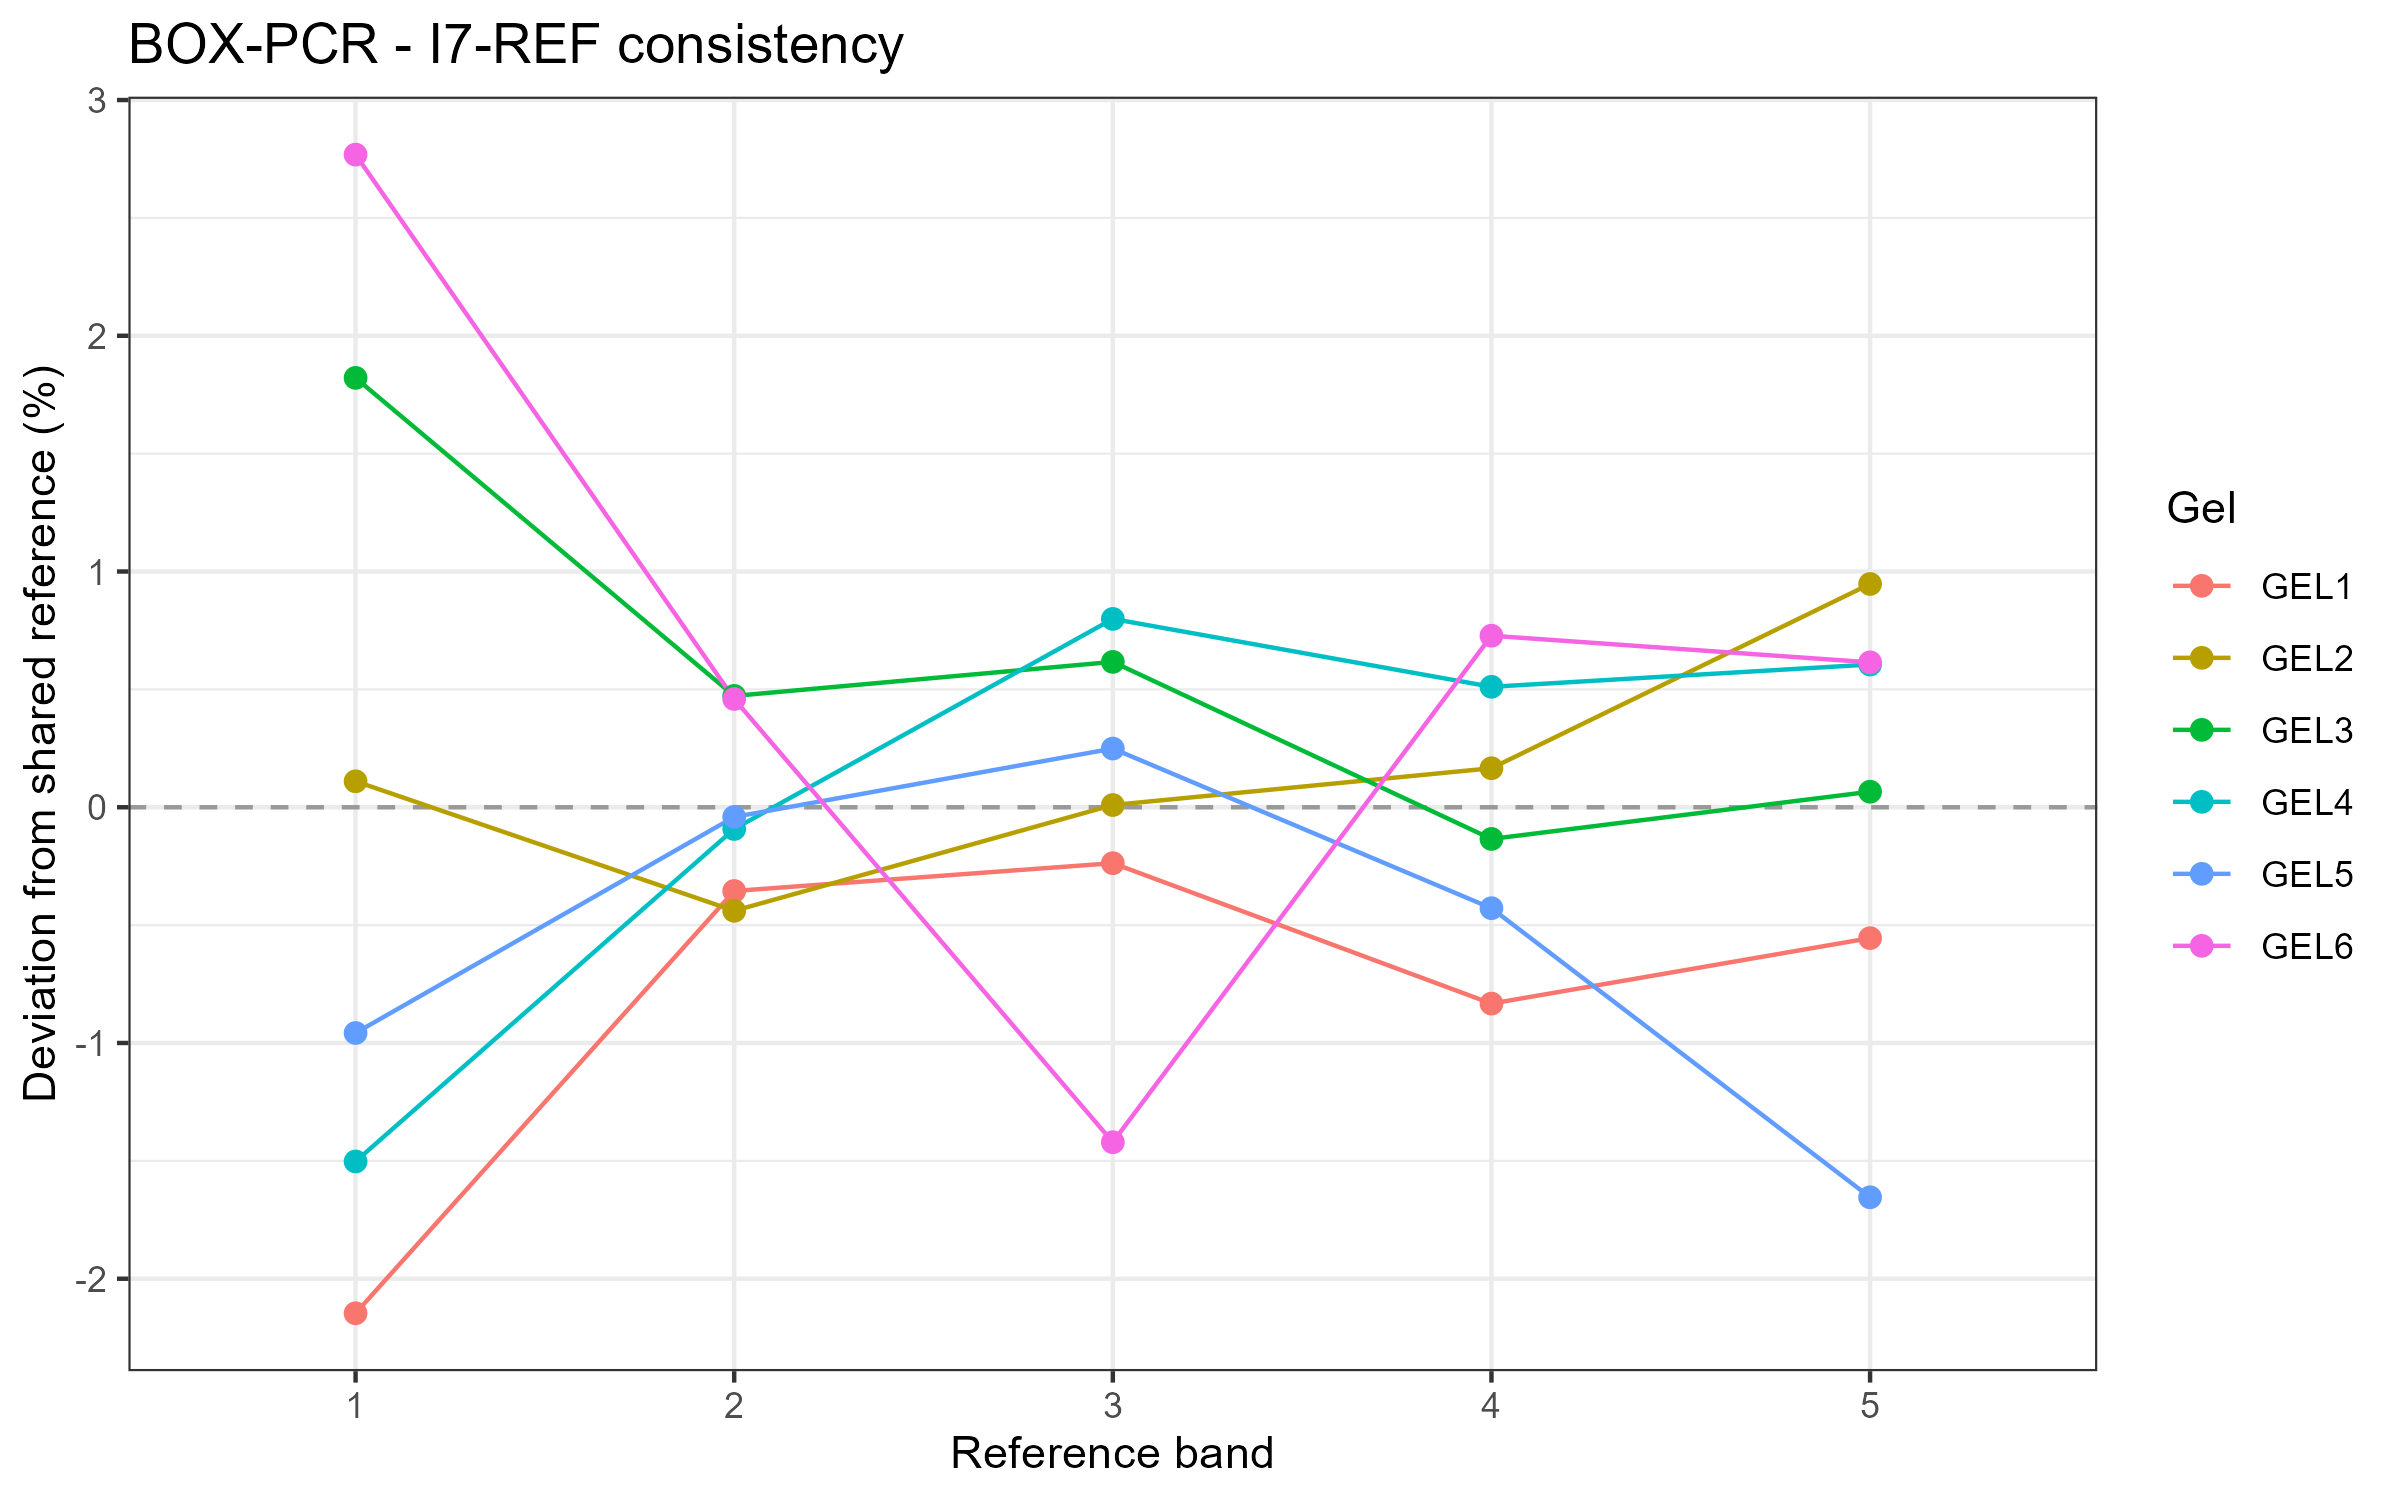 BOX-PCR - I7-REF consistency
Deviation from shared reference (%)
3
2
1
0
-1
-2
1 2 3 4 5
Reference band
Gel
GEL1
GEL2
GEL3
GEL4
GEL5
GEL6